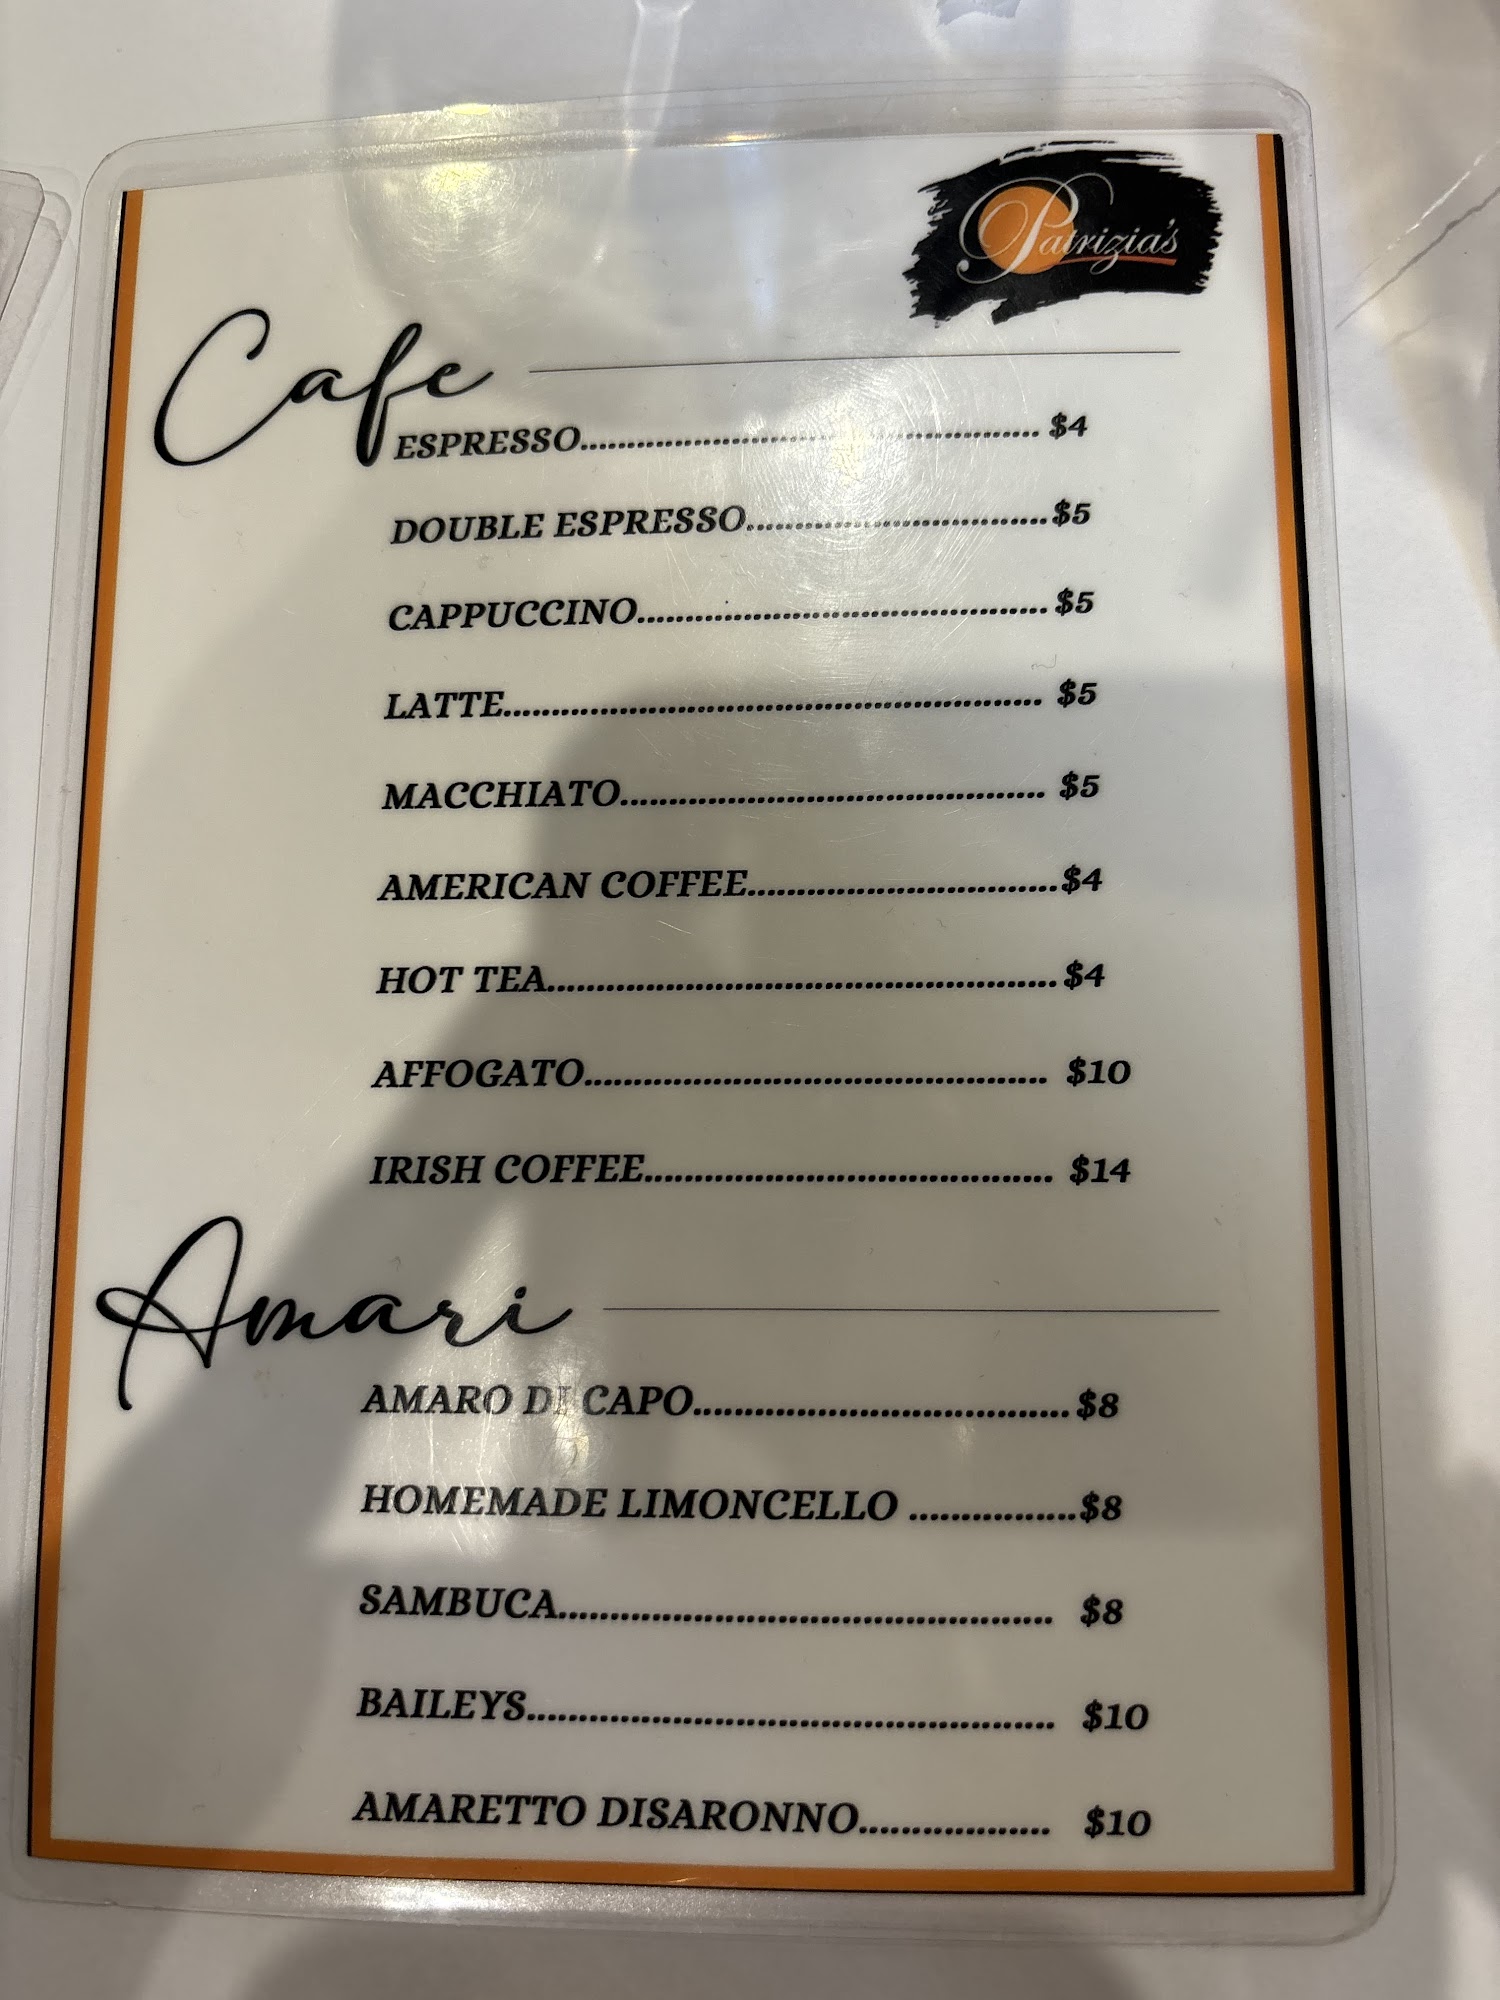 Patrizia's
Cafe
ESPRESSO.................................................. $4
DOUBLE ESPRESSO................................$5
CAPPUCCINO........................................... $5
LATTE........................................................ $5
MACCHIATO............................................ $5
AMERICAN COFFEE................................$4
HOT TEA.....................................................$4
AFFOGATO................................................ $10
IRISH COFFEE.......................................... $14
Amari
AMARO DI CAPO.....................................$8
HOMEMADE LIMONCELLO ................$8
SAMBUCA................................................ $8
BAILEYS................................................... $10
AMARETTO DISARONNO................... $10